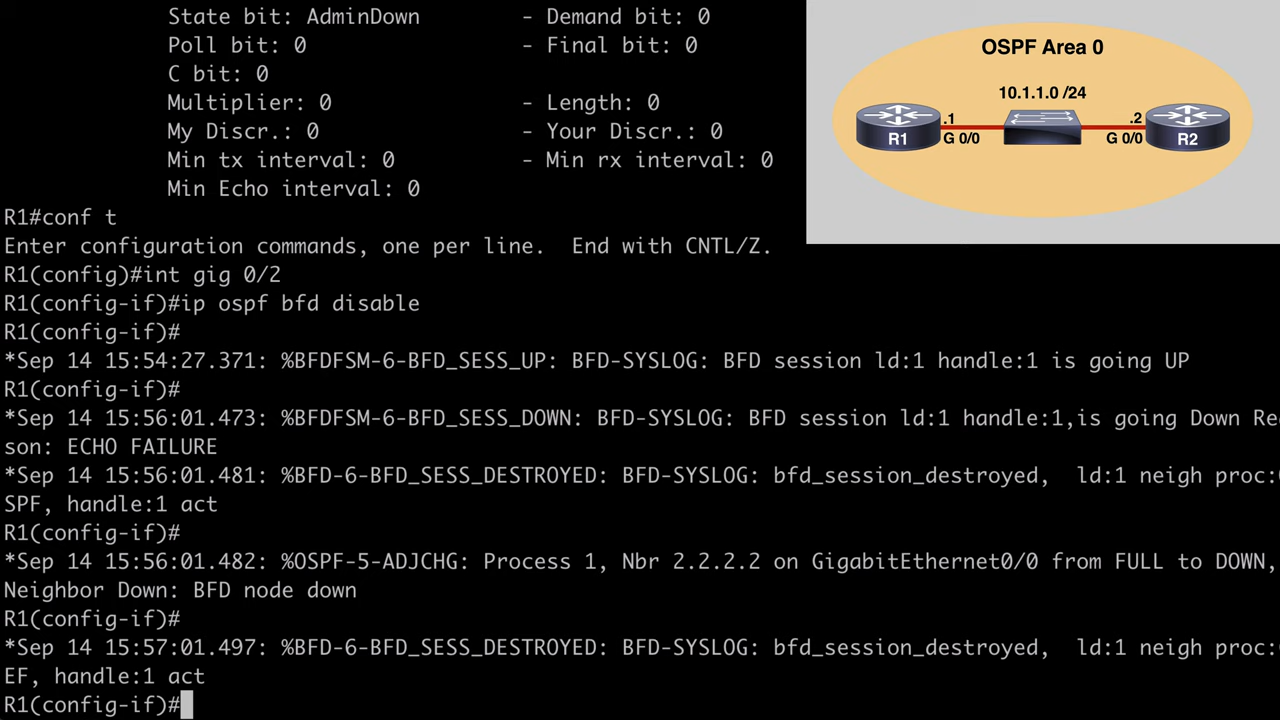 State bit: AdminDown - Demand bit: 0
Poll bit: 0 - Final bit: 0
C bit: 0
Multiplier: 0 - Length: 0
My Discr.: 0 - Your Discr.: 0
Min tx interval: 0 - Min rx interval: 0
Min Echo interval: 0
R1#conf t
Enter configuration commands, one per line.  End with CNTL/Z.
R1(config)#int gig 0/2
R1(config-if)#ip ospf bfd disable
R1(config-if)#
*Sep 14 15:54:27.371: %BFDFSM-6-BFD_SESS_UP: BFD-SYSLOG: BFD session ld:1 handle:1 is going UP
R1(config-if)#
*Sep 14 15:56:01.473: %BFDFSM-6-BFD_SESS_DOWN: BFD-SYSLOG: BFD session ld:1 handle:1,is going Down Re
son: ECHO FAILURE
*Sep 14 15:56:01.481: %BFD-6-BFD_SESS_DESTROYED: BFD-SYSLOG: bfd_session_destroyed,  ld:1 neigh proc:
SPF, handle:1 act
R1(config-if)#
*Sep 14 15:56:01.482: %OSPF-5-ADJCHG: Process 1, Nbr 2.2.2.2 on GigabitEthernet0/0 from FULL to DOWN,
Neighbor Down: BFD node down
R1(config-if)#
*Sep 14 15:57:01.497: %BFD-6-BFD_SESS_DESTROYED: BFD-SYSLOG: bfd_session_destroyed,  ld:1 neigh proc:
EF, handle:1 act
R1(config-if)#
OSPF Area 0
10.1.1.0 /24
.1
.2
R1
G 0/0
G 0/0
R2